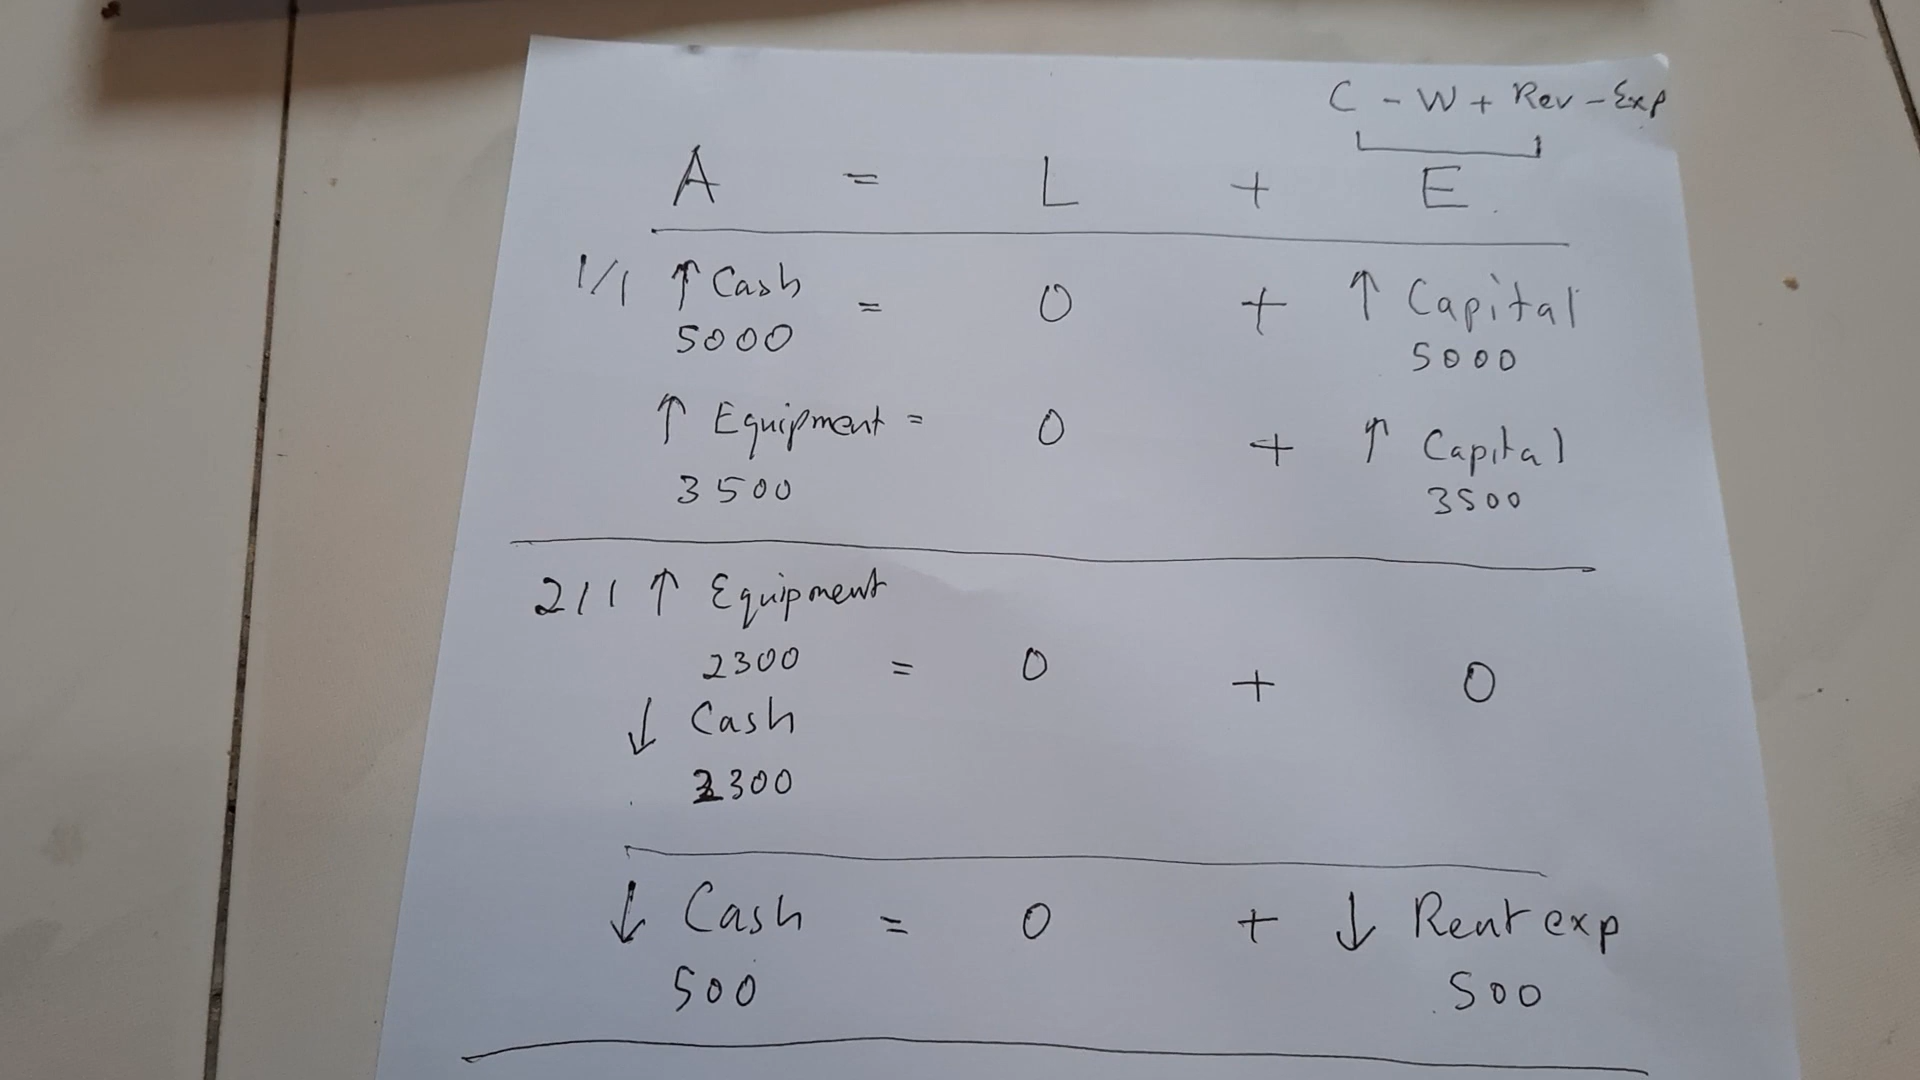 C - W + Rev - Exp
A = L + E
1/1 ↑ Cash = 0 + ↑ Capital
5000 5000
↑ Equipment = 0 + ↑ Capital
3500 3500
2/1 ↑ Equipment
2300 = 0 + 0
↓ Cash
2300
↓ Cash = 0 + ↓ Rent exp
500 500